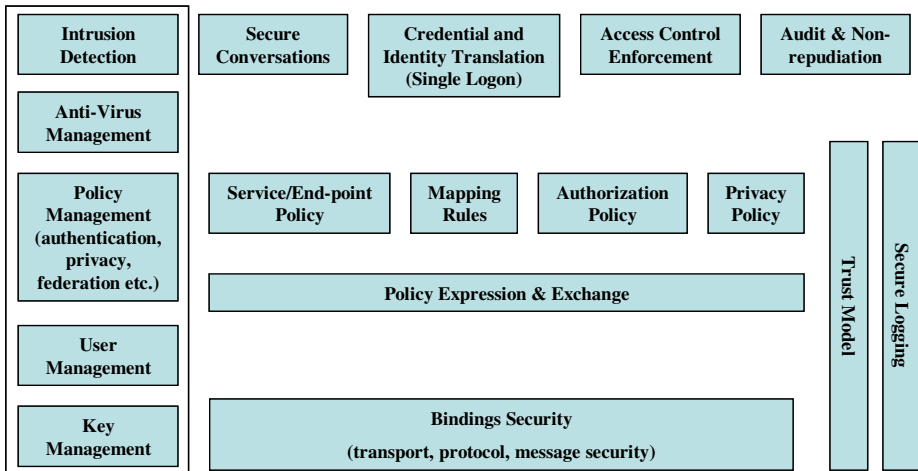 Intrusion
Detection
Secure
Conversations
Credential and
Identity Translation
(Single Logon)
Access Control
Enforcement
Audit & Non-
repudiation
Anti-Virus
Management
Policy
Management
(authentication,
privacy,
federation etc.)
Service/End-point
Policy
Mapping
Rules
Authorization
Policy
Privacy
Policy
Trust Model
Secure Logging
Policy Expression & Exchange
User
Management
Key
Management
Bindings Security
(transport, protocol, message security)